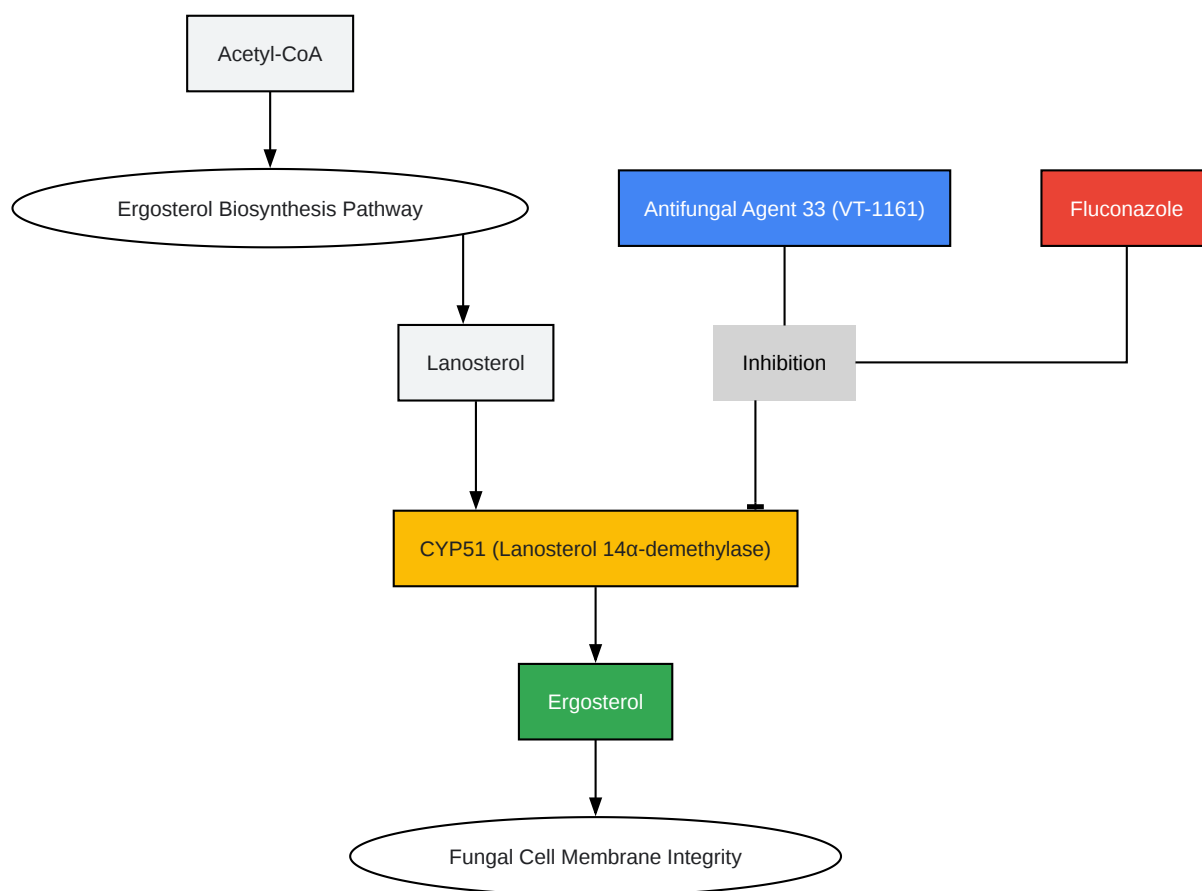 Acetyl-CoA
Ergosterol Biosynthesis Pathway
Antifungal Agent 33 (VT-1161)
Fluconazole
Lanosterol
Inhibition
CYP51 (Lanosterol 14α-demethylase)
Ergosterol
Fungal Cell Membrane Integrity